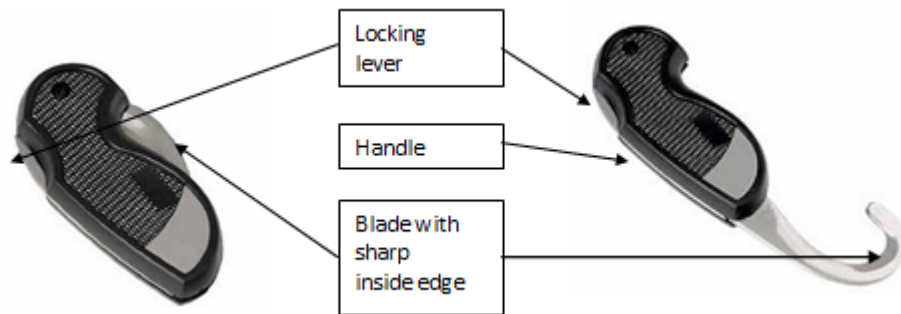 Locking
lever
Handle
Blade with
sharp
inside edge